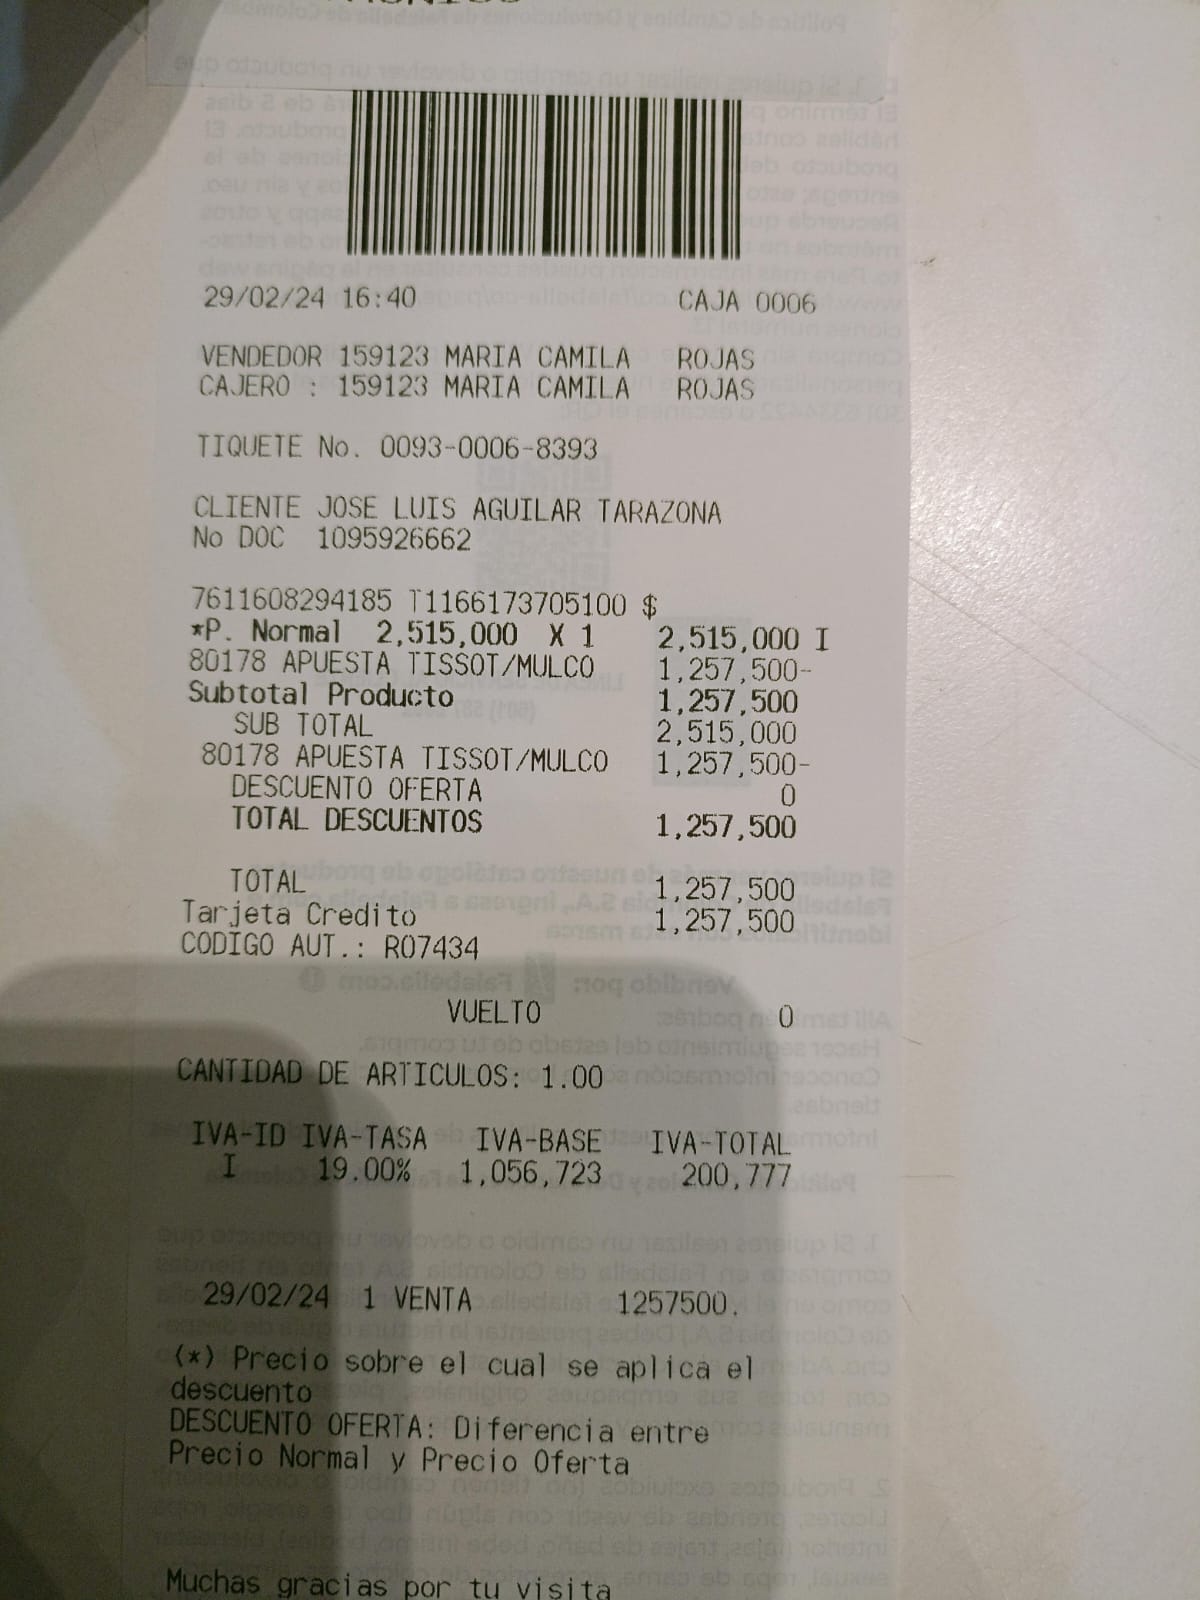 29/02/24 16:40 CAJA 0006
VENDEDOR 159123 MARIA CAMILA ROJAS
CAJERO : 159123 MARIA CAMILA ROJAS
TIQUETE No. 0093-0006-8393
CLIENTE JOSE LUIS AGUILAR TARAZONA
No DOC 1095926662
7611608294185 T1166173705100 $
*P. Normal 2,515,000 X 1 2,515,000 I
80178 APUESTA TISSOT/MULCO 1,257,500-
Subtotal Producto 1,257,500
SUB TOTAL 2,515,000
80178 APUESTA TISSOT/MULCO 1,257,500-
DESCUENTO OFERTA 0
TOTAL DESCUENTOS 1,257,500
TOTAL 1,257,500
Tarjeta Credito 1,257,500
CODIGO AUT.: R07434
VUELTO 0
CANTIDAD DE ARTICULOS: 1.00
IVA-ID IVA-TASA IVA-BASE IVA-TOTAL
I 19.00% 1,056,723 200,777
29/02/24 1 VENTA 1257500.
(*) Precio sobre el cual se aplica el
descuento
DESCUENTO OFERTA: Diferencia entre
Precio Normal y Precio Oferta
Muchas gracias por tu visita